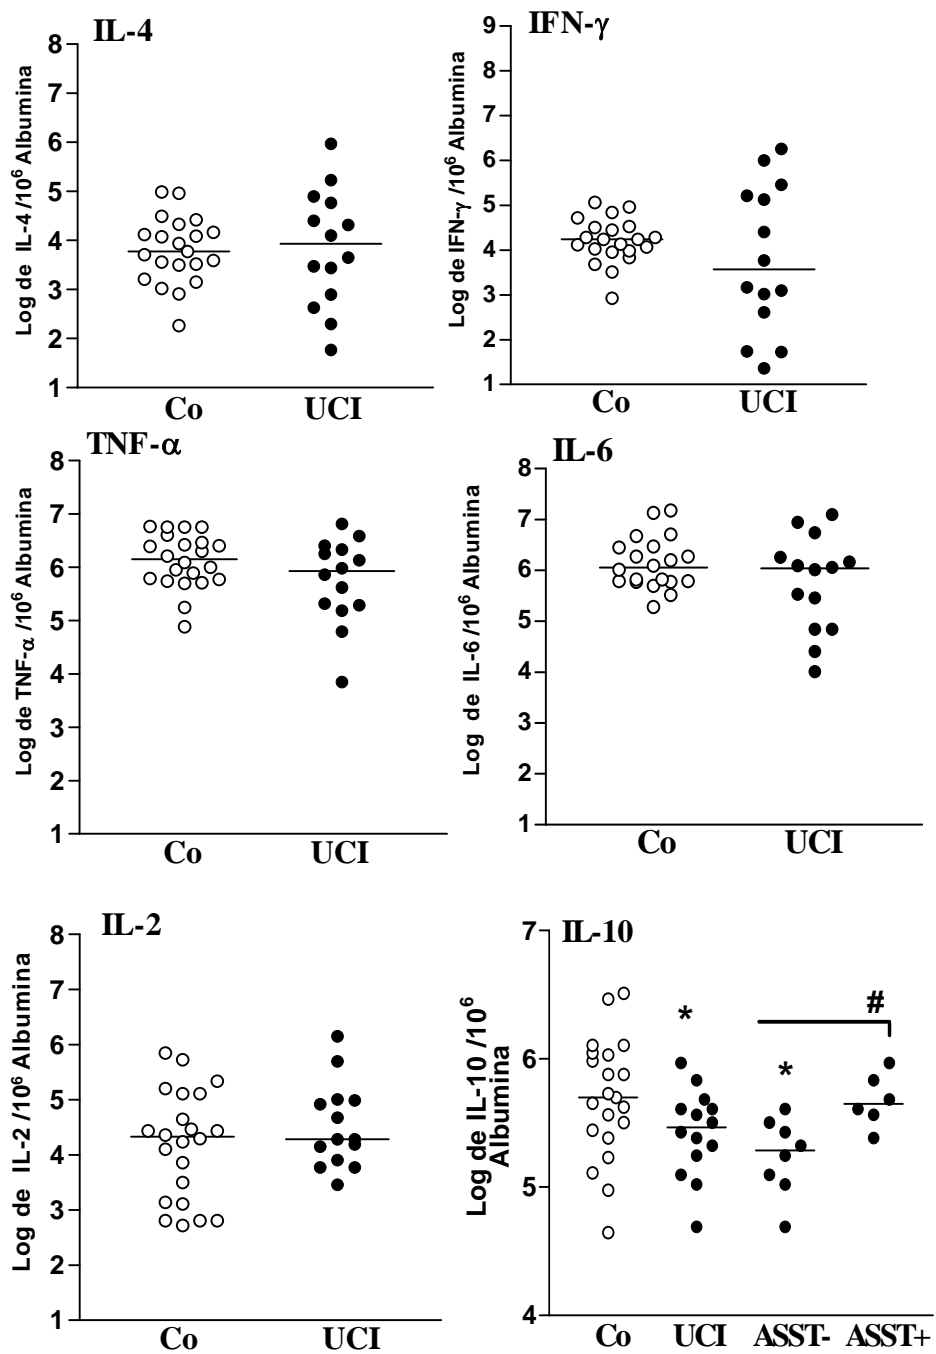 IL-4
Log de IL-4 /10⁶ Albumina
8
7
6
5
4
3
2
1
Co
UCI
IFN-γ
Log de IFN-γ /10⁶ Albumina
9
8
7
6
5
4
3
2
1
Co
UCI
TNF-α
Log de TNF-α /10⁶ Albumina
8
7
6
5
4
3
2
1
Co
UCI
IL-6
Log de IL-6 /10⁶ Albumina
8
7
6
5
4
3
2
1
Co
UCI
IL-2
Log de IL-2 /10⁶ Albumina
8
7
6
5
4
3
2
1
Co
UCI
IL-10
Log de IL-10 /10⁶
Albumina
7
6
5
4
*
*
#
Co
UCI
ASST-
ASST+